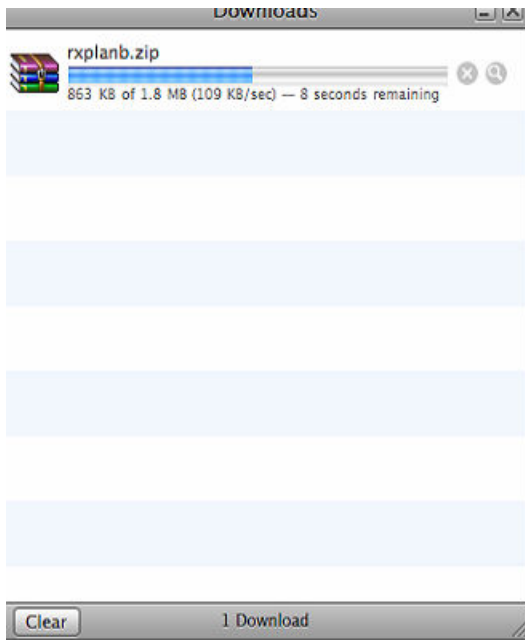 Downloads
rxplanb.zip
863 KB of 1.8 MB (109 KB/sec) — 8 seconds remaining
Clear
1 Download